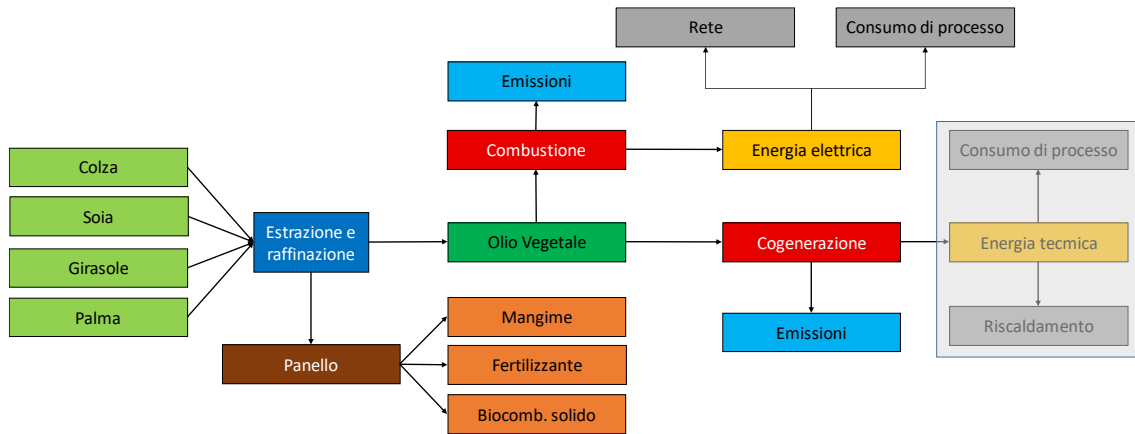 Rete
Consumo di processo
Emissioni
Combustione
Energia elettrica
Consumo di processo
Colza
Soia
Estrazione e
raffinazione
Olio Vegetale
Cogenerazione
Energia tecnica
Girasole
Palma
Mangime
Emissioni
Riscaldamento
Panello
Fertilizzante
Biocomb. solido